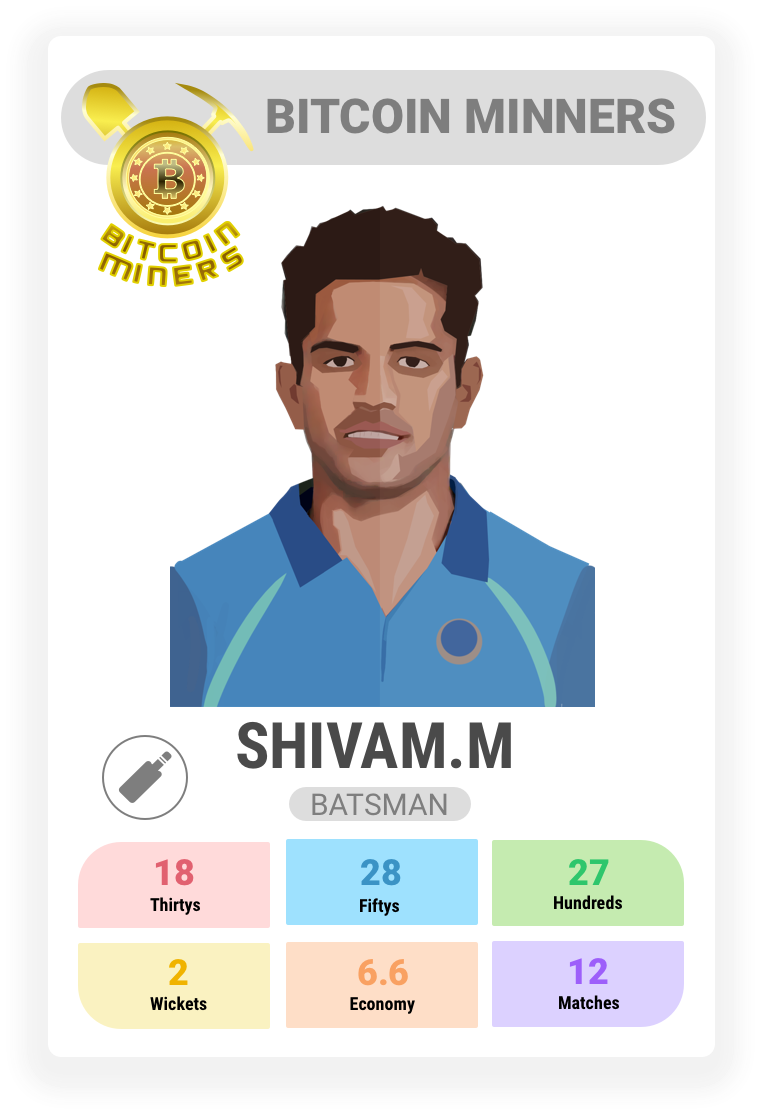 BITCOIN MINNERS
B
BITCOIN
MINERS
SHIVAM.M
BATSMAN
18
Thirtys
28
Fiftys
27
Hundreds
2
Wickets
6.6
Economy
12
Matches